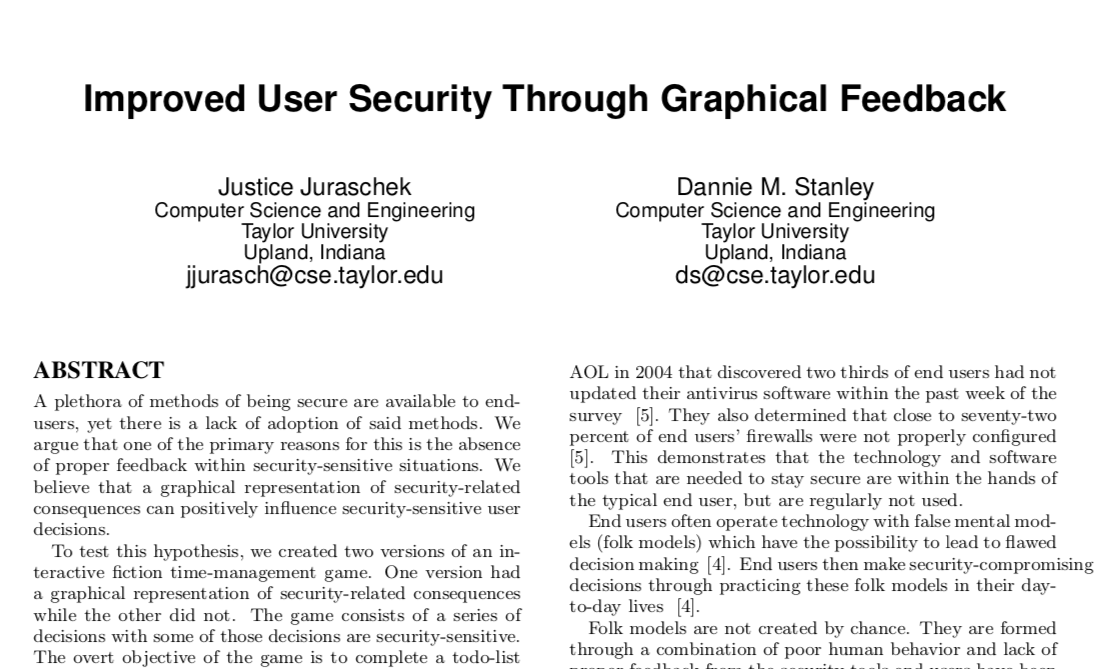 Improved User Security Through Graphical Feedback
Justice Juraschek
Computer Science and Engineering
Taylor University
Upland, Indiana
jjurasch@cse.taylor.edu
Dannie M. Stanley
Computer Science and Engineering
Taylor University
Upland, Indiana
ds@cse.taylor.edu
ABSTRACT
A plethora of methods of being secure are available to end-
users, yet there is a lack of adoption of said methods. We
argue that one of the primary reasons for this is the absence
of proper feedback within security-sensitive situations. We
believe that a graphical representation of security-related
consequences can positively influence security-sensitive user
decisions.
To test this hypothesis, we created two versions of an in-
teractive fiction time-management game. One version had
a graphical representation of security-related consequences
while the other did not. The game consists of a series of
decisions with some of those decisions are security-sensitive.
The overt objective of the game is to complete a todo-list
AOL in 2004 that discovered two thirds of end users had not
updated their antivirus software within the past week of the
survey [5]. They also determined that close to seventy-two
percent of end users' firewalls were not properly configured
[5]. This demonstrates that the technology and software
tools that are needed to stay secure are within the hands of
the typical end user, but are regularly not used.
End users often operate technology with false mental mod-
els (folk models) which have the possibility to lead to flawed
decision making [4]. End users then make security-compromising
decisions through practicing these folk models in their day-
to-day lives [4].
Folk models are not created by chance. They are formed
through a combination of poor human behavior and lack of